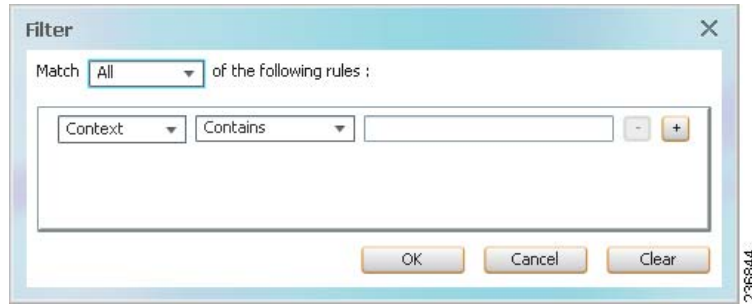 Filter
Match All of the following rules :
Context Contains - +
OK Cancel Clear
236844